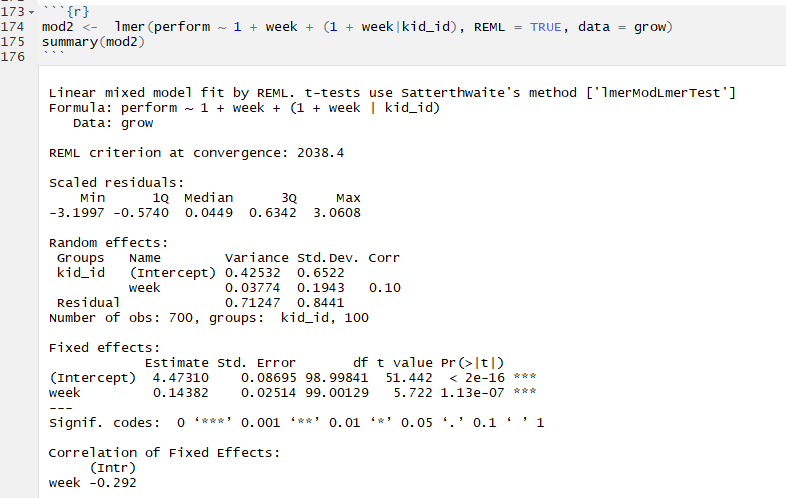 173 ```{r}
174 mod2 <-  lmer(perform ~ 1 + week + (1 + week|kid_id), REML = TRUE, data = grow)
175 summary(mod2)
176 ```
Linear mixed model fit by REML. t-tests use Satterthwaite's method ['lmerModLmerTest']
Formula: perform ~ 1 + week + (1 + week | kid_id)
   Data: grow
REML criterion at convergence: 2038.4
Scaled residuals:
    Min      1Q  Median      3Q     Max
-3.1997 -0.5740  0.0449  0.6342  3.0608
Random effects:
 Groups   Name        Variance Std.Dev. Corr
 kid_id   (Intercept) 0.42532  0.6522
          week        0.03774  0.1943   0.10
 Residual             0.71247  0.8441
Number of obs: 700, groups:  kid_id, 100
Fixed effects:
            Estimate Std. Error       df t value Pr(>|t|)
(Intercept)  4.47310    0.08695 98.99841  51.442  < 2e-16 ***
week         0.14382    0.02514 99.00129   5.722 1.13e-07 ***
---
Signif. codes:  0 ‘***’ 0.001 ‘**’ 0.01 ‘*’ 0.05 ‘.’ 0.1 ‘ ’ 1
Correlation of Fixed Effects:
     (Intr)
week -0.292